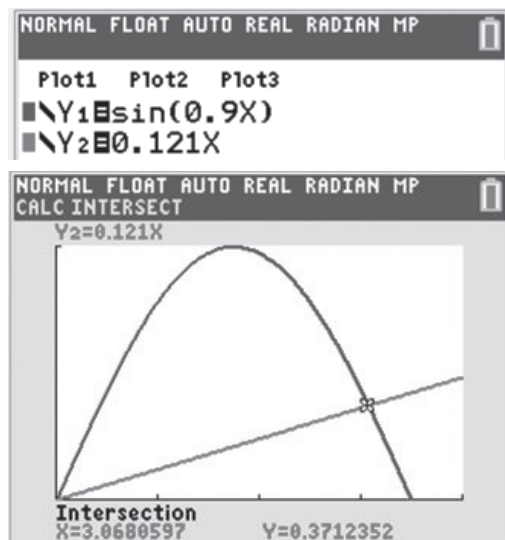 NORMAL FLOAT AUTO REAL RADIAN MP
Plot1 Plot2 Plot3
\Y₁=sin(0.9X)
\Y₂=0.121X
NORMAL FLOAT AUTO REAL RADIAN MP
CALC INTERSECT
Y₂=0.121X
Intersection
X=3.0680597 Y=0.3712352